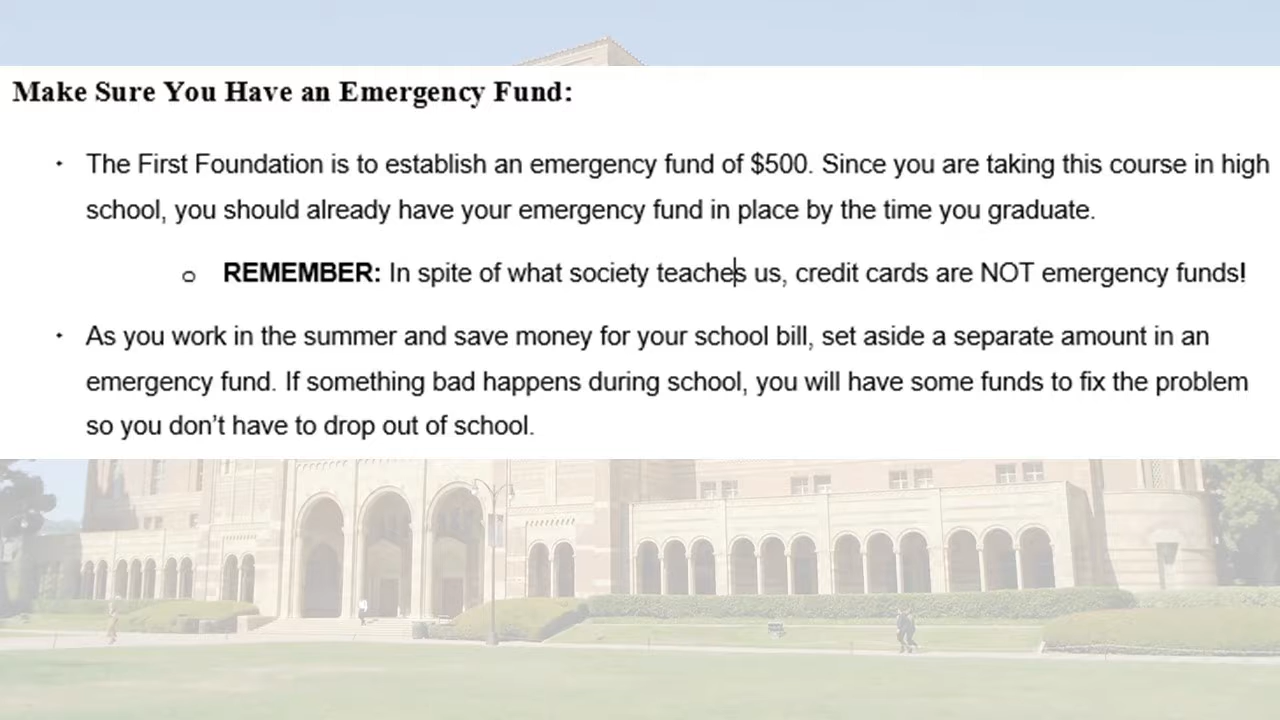 Make Sure You Have an Emergency Fund:
· The First Foundation is to establish an emergency fund of $500. Since you are taking this course in high
school, you should already have your emergency fund in place by the time you graduate.
o REMEMBER: In spite of what society teaches us, credit cards are NOT emergency funds!
· As you work in the summer and save money for your school bill, set aside a separate amount in an
emergency fund. If something bad happens during school, you will have some funds to fix the problem
so you don’t have to drop out of school.